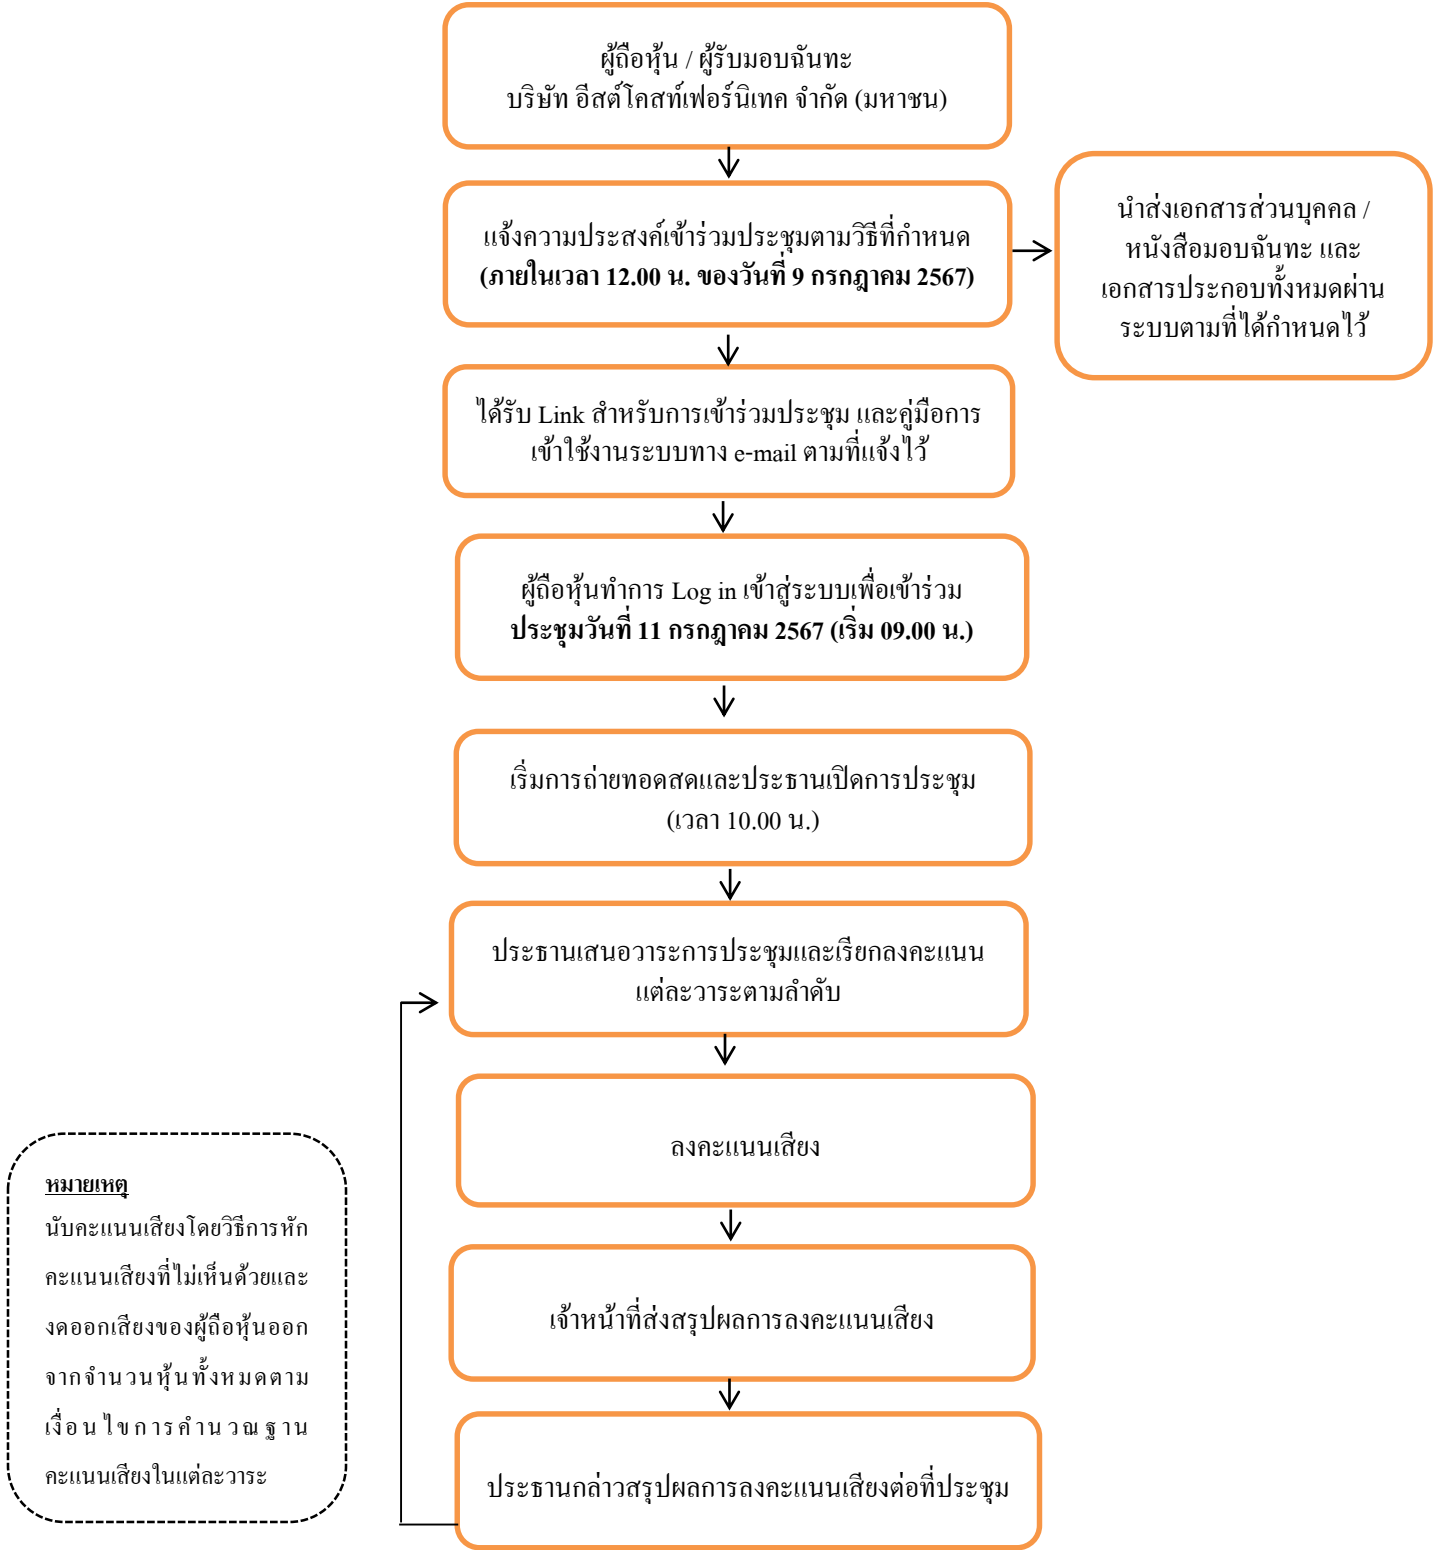 ผู้ถือหุ้น / ผู้รับมอบฉันทะ
บริษัท อีสต์โคสท์เฟอร์นิเทค จำกัด (มหาชน)
แจ้งความประสงค์เข้าร่วมประชุมตามวิธีที่กำหนด
(ภายในเวลา 12.00 น. ของวันที่ 9 กรกฎาคม 2567)
นำส่งเอกสารส่วนบุคคล /
หนังสือมอบฉันทะ และ
เอกสารประกอบทั้งหมดผ่าน
ระบบตามที่ได้กำหนดไว้
ได้รับ Link สำหรับการเข้าร่วมประชุม และคู่มือการ
เข้าใช้งานระบบทาง e-mail ตามที่แจ้งไว้
ผู้ถือหุ้นทำการ Log in เข้าสู่ระบบเพื่อเข้าร่วม
ประชุมวันที่ 11 กรกฎาคม 2567 (เริ่ม 09.00 น.)
เริ่มการถ่ายทอดสดและประธานเปิดการประชุม
(เวลา 10.00 น.)
ประธานเสนอวาระการประชุมและเรียกลงคะแนน
แต่ละวาระตามลำดับ
ลงคะแนนเสียง
เจ้าหน้าที่ส่งสรุปผลการลงคะแนนเสียง
ประธานกล่าวสรุปผลการลงคะแนนเสียงต่อที่ประชุม
หมายเหตุ
นับคะแนนเสียงโดยวิธีการหัก
คะแนนเสียงที่ไม่เห็นด้วยและ
งดออกเสียงของผู้ถือหุ้นออก
จากจำนวนหุ้นทั้งหมดตาม
เงื่อนไขการคำนวณฐาน
คะแนนเสียงในแต่ละวาระ